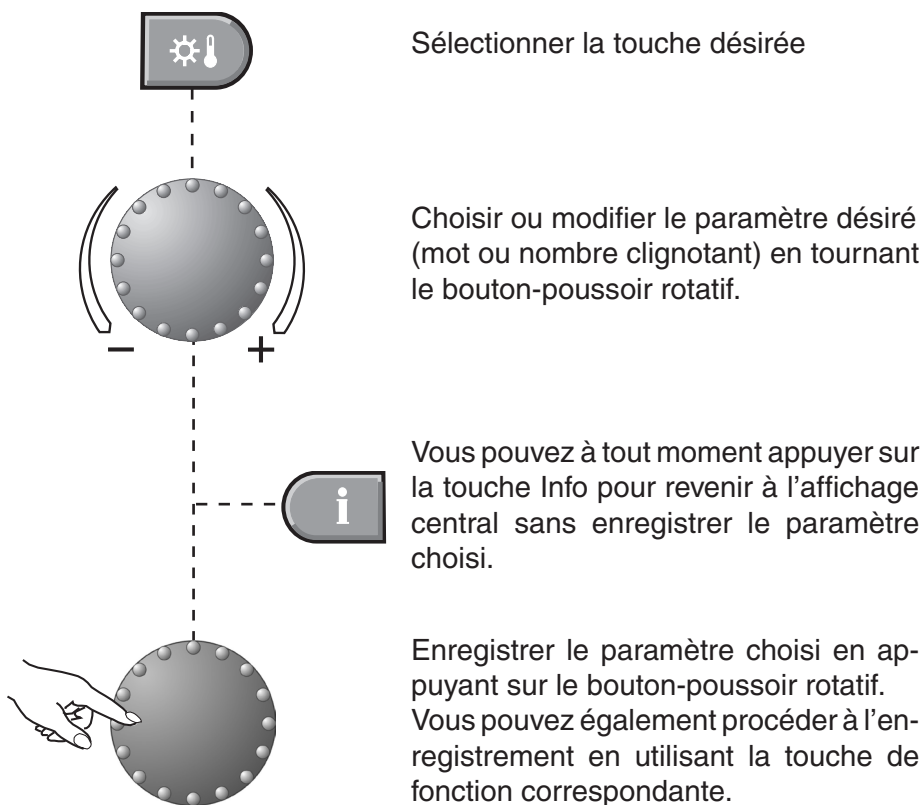 Sélectionner la touche désirée
Choisir ou modifier le paramètre désiré
(mot ou nombre clignotant) en tournant
le bouton-poussoir rotatif.
− +
Vous pouvez à tout moment appuyer sur
la touche Info pour revenir à l’affichage
central sans enregistrer le paramètre
choisi.
i
Enregistrer le paramètre choisi en ap-
puyant sur le bouton-poussoir rotatif.
Vous pouvez également procéder à l’en-
registrement en utilisant la touche de
fonction correspondante.